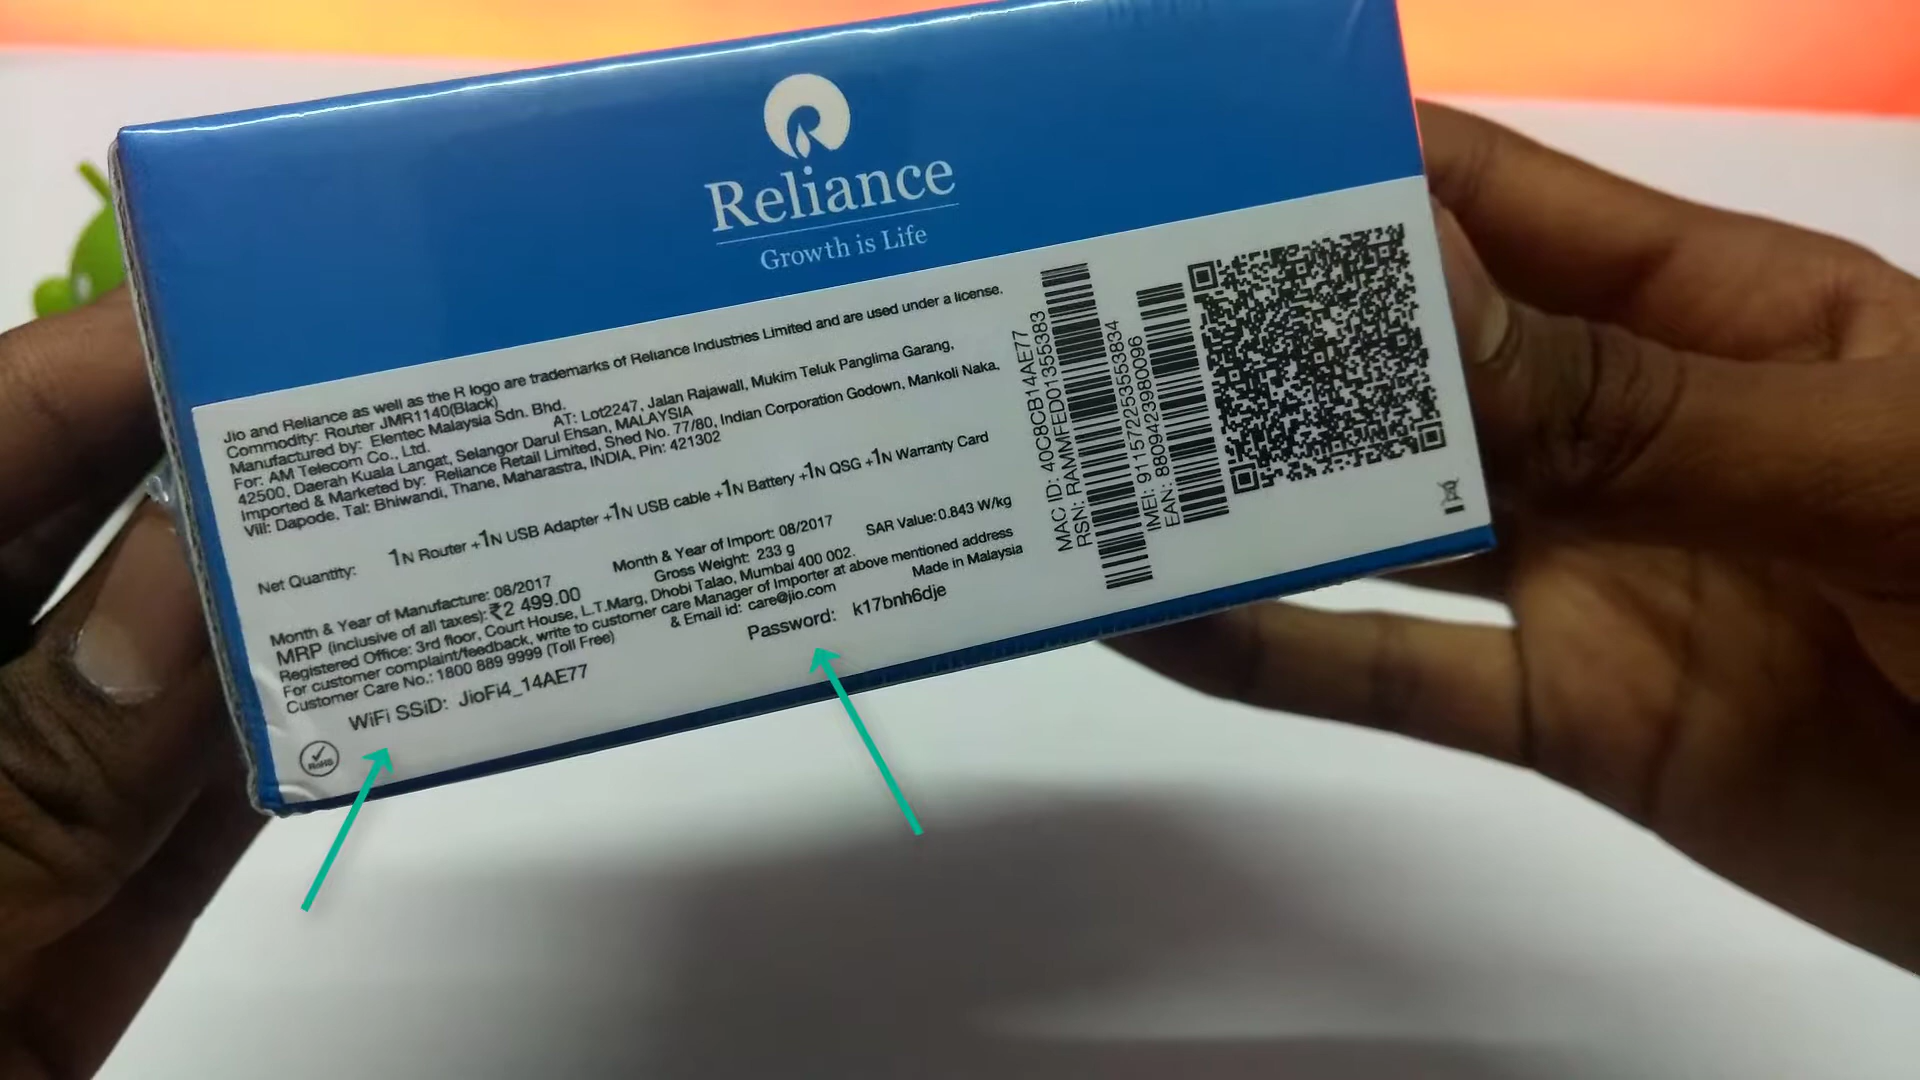 Reliance
Growth is Life
Jio and Reliance as well as the R logo are trademarks of Reliance Industries Limited and are used under a license.
Commodity: Router JMR1140(Black)
Manufactured by: Elentec Malaysia Sdn. Bhd.
For: AM Telecom Co., Ltd. AT: Lot2247, Jalan Rajawall, Mukim Teluk Panglima Garang,
42500, Daerah Kuala Langat, Selangor Darul Ehsan, MALAYSIA
Imported & Marketed by: Reliance Retail Limited, Shed No. 77/80, Indian Corporation Godown, Mankoli Naka,
Vill: Dapode, Tal: Bhiwandi, Thane, Maharastra, INDIA, Pin: 421302
Net Quantity: 1N Router +1N USB Adapter +1N USB cable +1N Battery +1N QSG +1N Warranty Card
Month & Year of Manufacture: 08/2017 Month & Year of Import: 08/2017 SAR Value: 0.843 W/kg
MRP (inclusive of all taxes): ₹2 499.00 Gross Weight: 233 g
Registered Office: 3rd floor, Court House, L.T.Marg, Dhobi Talao, Mumbai 400 002.
For customer complaint/feedback, write to customer care Manager of Importer at above mentioned address
Customer Care No.: 1800 889 9999 (Toll Free) & Email id: care@jio.com Made in Malaysia
WiFi SSiD: JioFi4_14AE77 Password: k17bnh6dje
RoHS
MAC ID: 40C8CB14AE77
RSN: RAMMFED01355383
IMEI: 911572253553834
EAN: 8809423980096